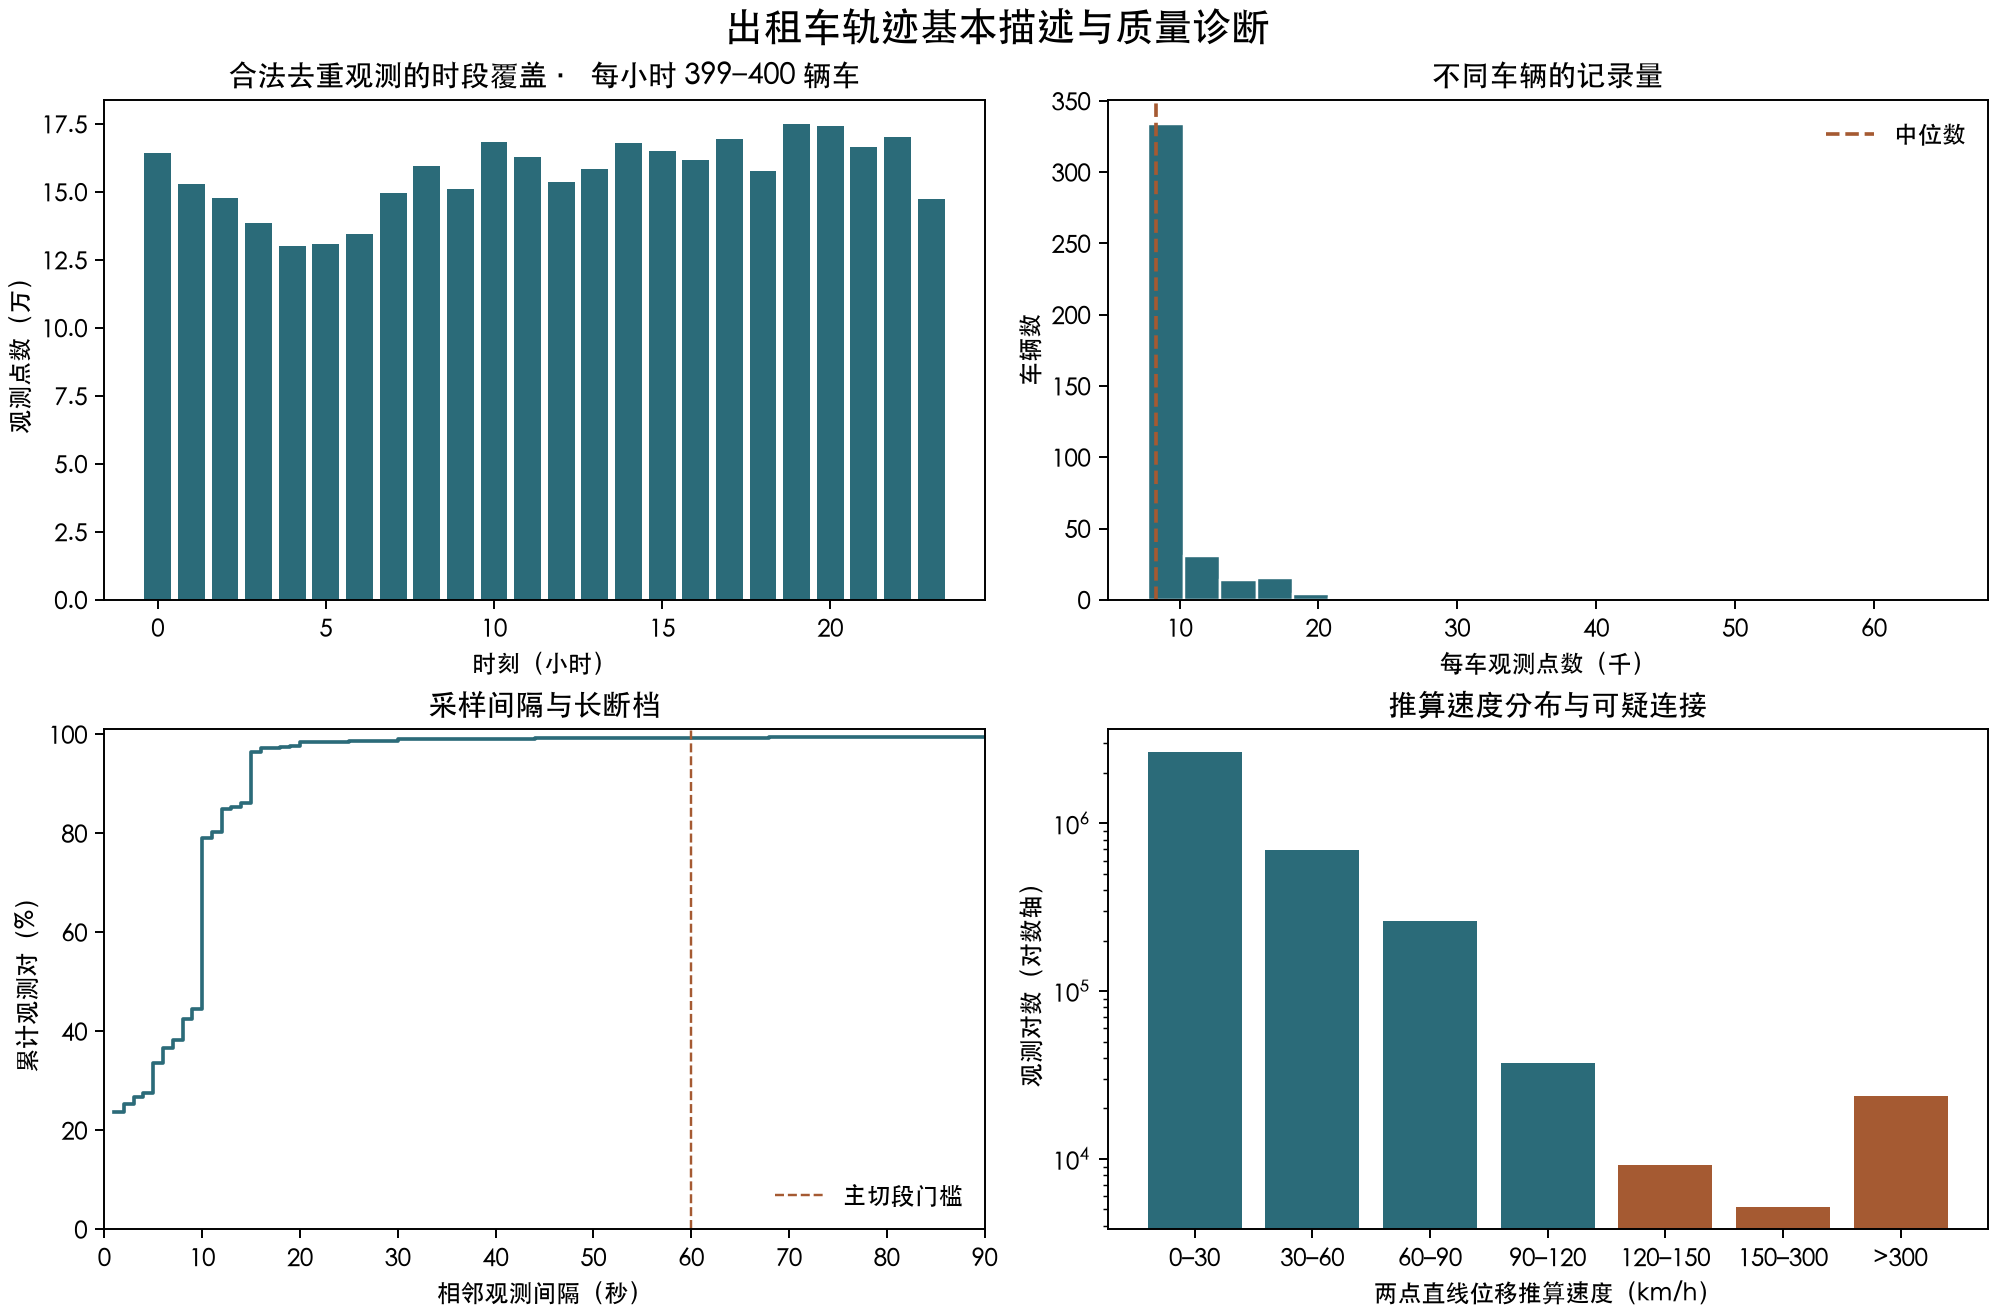 出租车轨迹基本描述与质量诊断
合法去重观测的时段覆盖 · 每小时 399–400 辆车
观测点数（万）
17.5
15.0
12.5
10.0
7.5
5.0
2.5
0.0
0 5 10 15 20
时刻（小时）
不同车辆的记录量
车辆数
350
300
250
200
150
100
50
0
中位数
10 20 30 40 50 60
每车观测点数（千）
采样间隔与长断档
累计观测对（%）
100
80
60
40
20
0
主切段门槛
0 10 20 30 40 50 60 70 80 90
相邻观测间隔（秒）
推算速度分布与可疑连接
观测对数（对数轴）
10⁶
10⁵
10⁴
0–30 30–60 60–90 90–120 120–150 150–300 >300
两点直线位移推算速度（km/h）